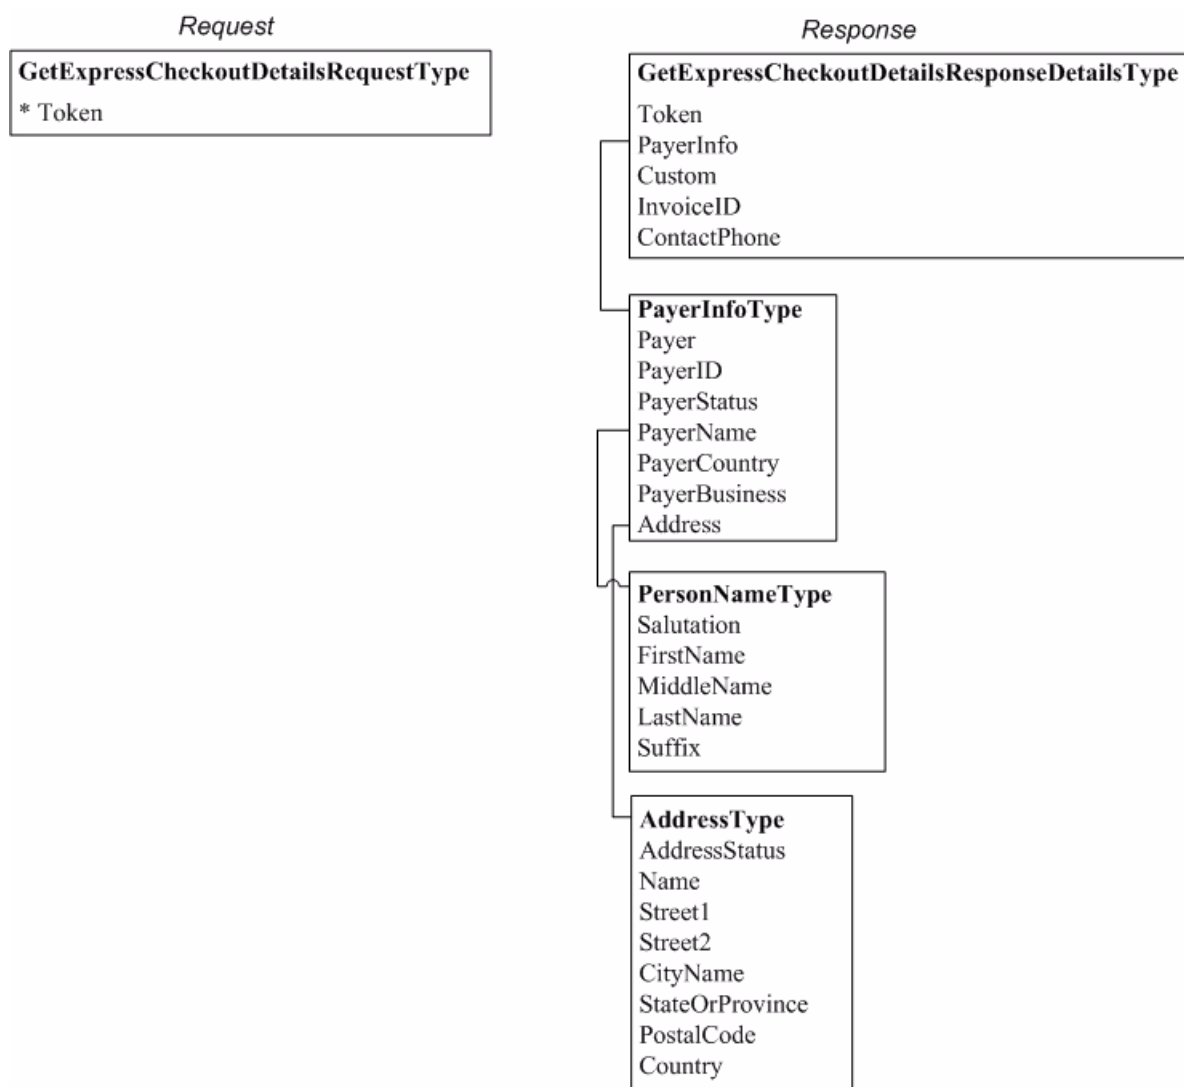 Request
GetExpressCheckoutDetailsRequestType
* Token
Response
GetExpressCheckoutDetailsResponseDetailsType
Token
PayerInfo
Custom
InvoiceID
ContactPhone
PayerInfoType
Payer
PayerID
PayerStatus
PayerName
PayerCountry
PayerBusiness
Address
PersonNameType
Salutation
FirstName
MiddleName
LastName
Suffix
AddressType
AddressStatus
Name
Street1
Street2
CityName
StateOrProvince
PostalCode
Country